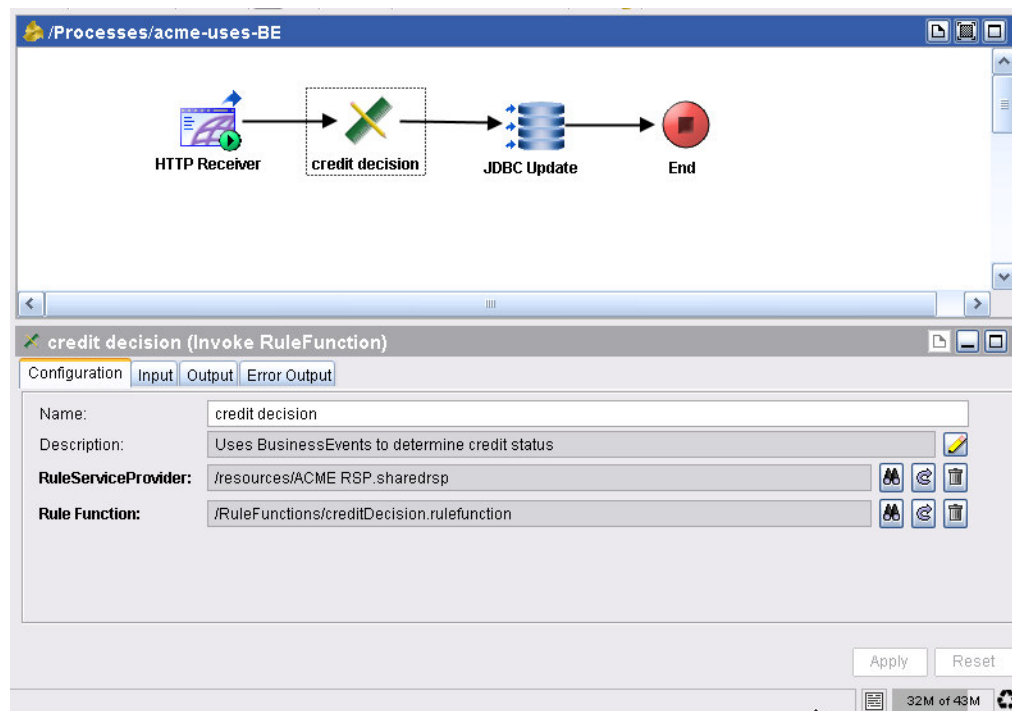 /Processes/acme-uses-BE
HTTP Receiver
credit decision
JDBC Update
End
credit decision (Invoke RuleFunction)
Configuration Input Output Error Output
Name: credit decision
Description: Uses BusinessEvents to determine credit status
RuleServiceProvider: /resources/ACME RSP.sharedrsp
Rule Function: /RuleFunctions/creditDecision.rulefunction
Apply Reset
32M of 43M